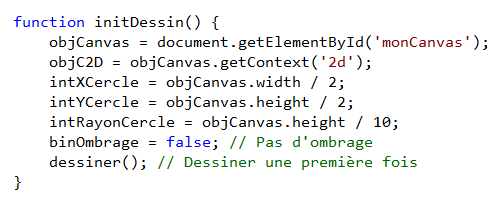 function initDessin() {
    objCanvas = document.getElementById('monCanvas');
    objC2D = objCanvas.getContext('2d');
    intXCercle = objCanvas.width / 2;
    intYCercle = objCanvas.height / 2;
    intRayonCercle = objCanvas.height / 10;
    binOmbrage = false; // Pas d'ombrage
    dessiner(); // Dessiner une première fois
}